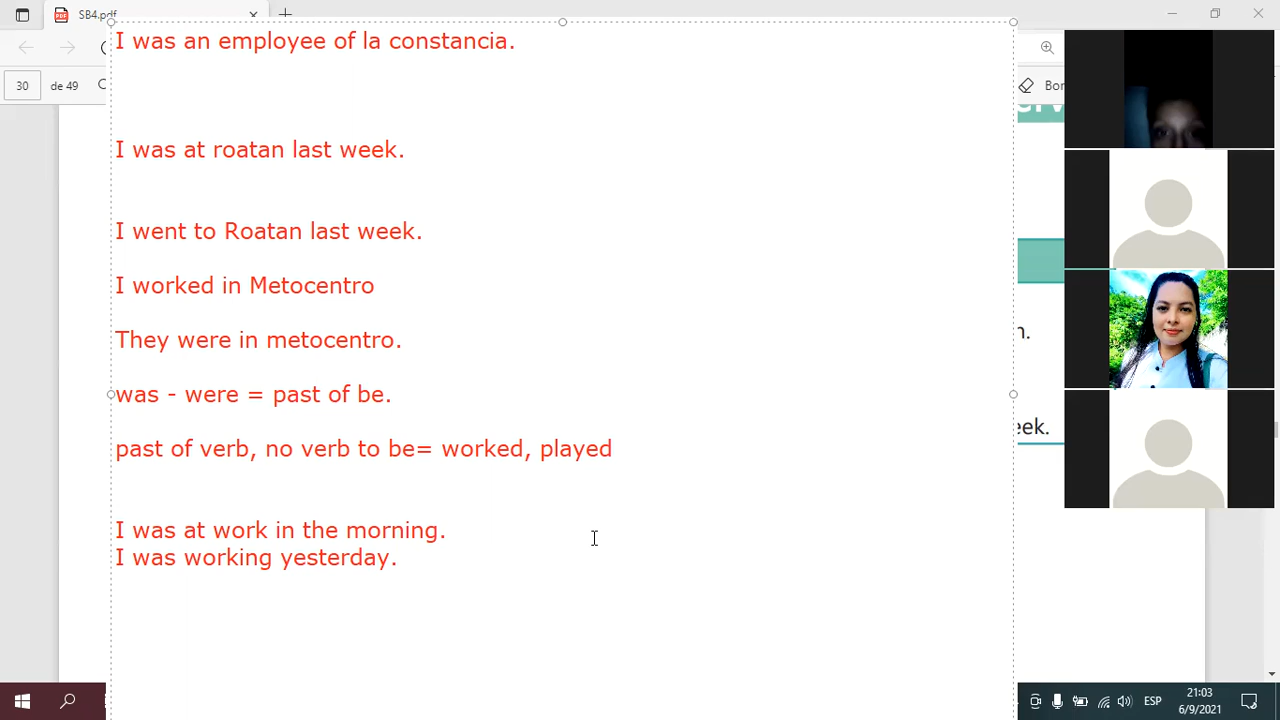 SB4.pdf
30 de 49
Bor
I was an employee of la constancia.
I was at roatan last week.
I went to Roatan last week.
I worked in Metocentro
They were in metocentro.
was - were = past of be.
past of verb, no verb to be= worked, played
I was at work in the morning.
I was working yesterday.
n.
eek.
ESP
21:03
6/9/2021